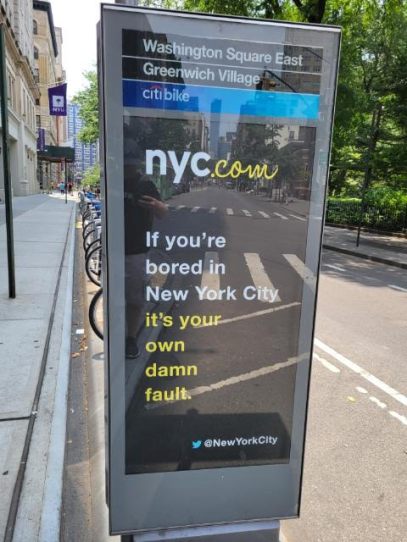 Washington Square East
Greenwich Village
citi bike
nyc.com
If you're
bored in
New York City
it's your
own
damn
fault.
@NewYorkCity
NYU